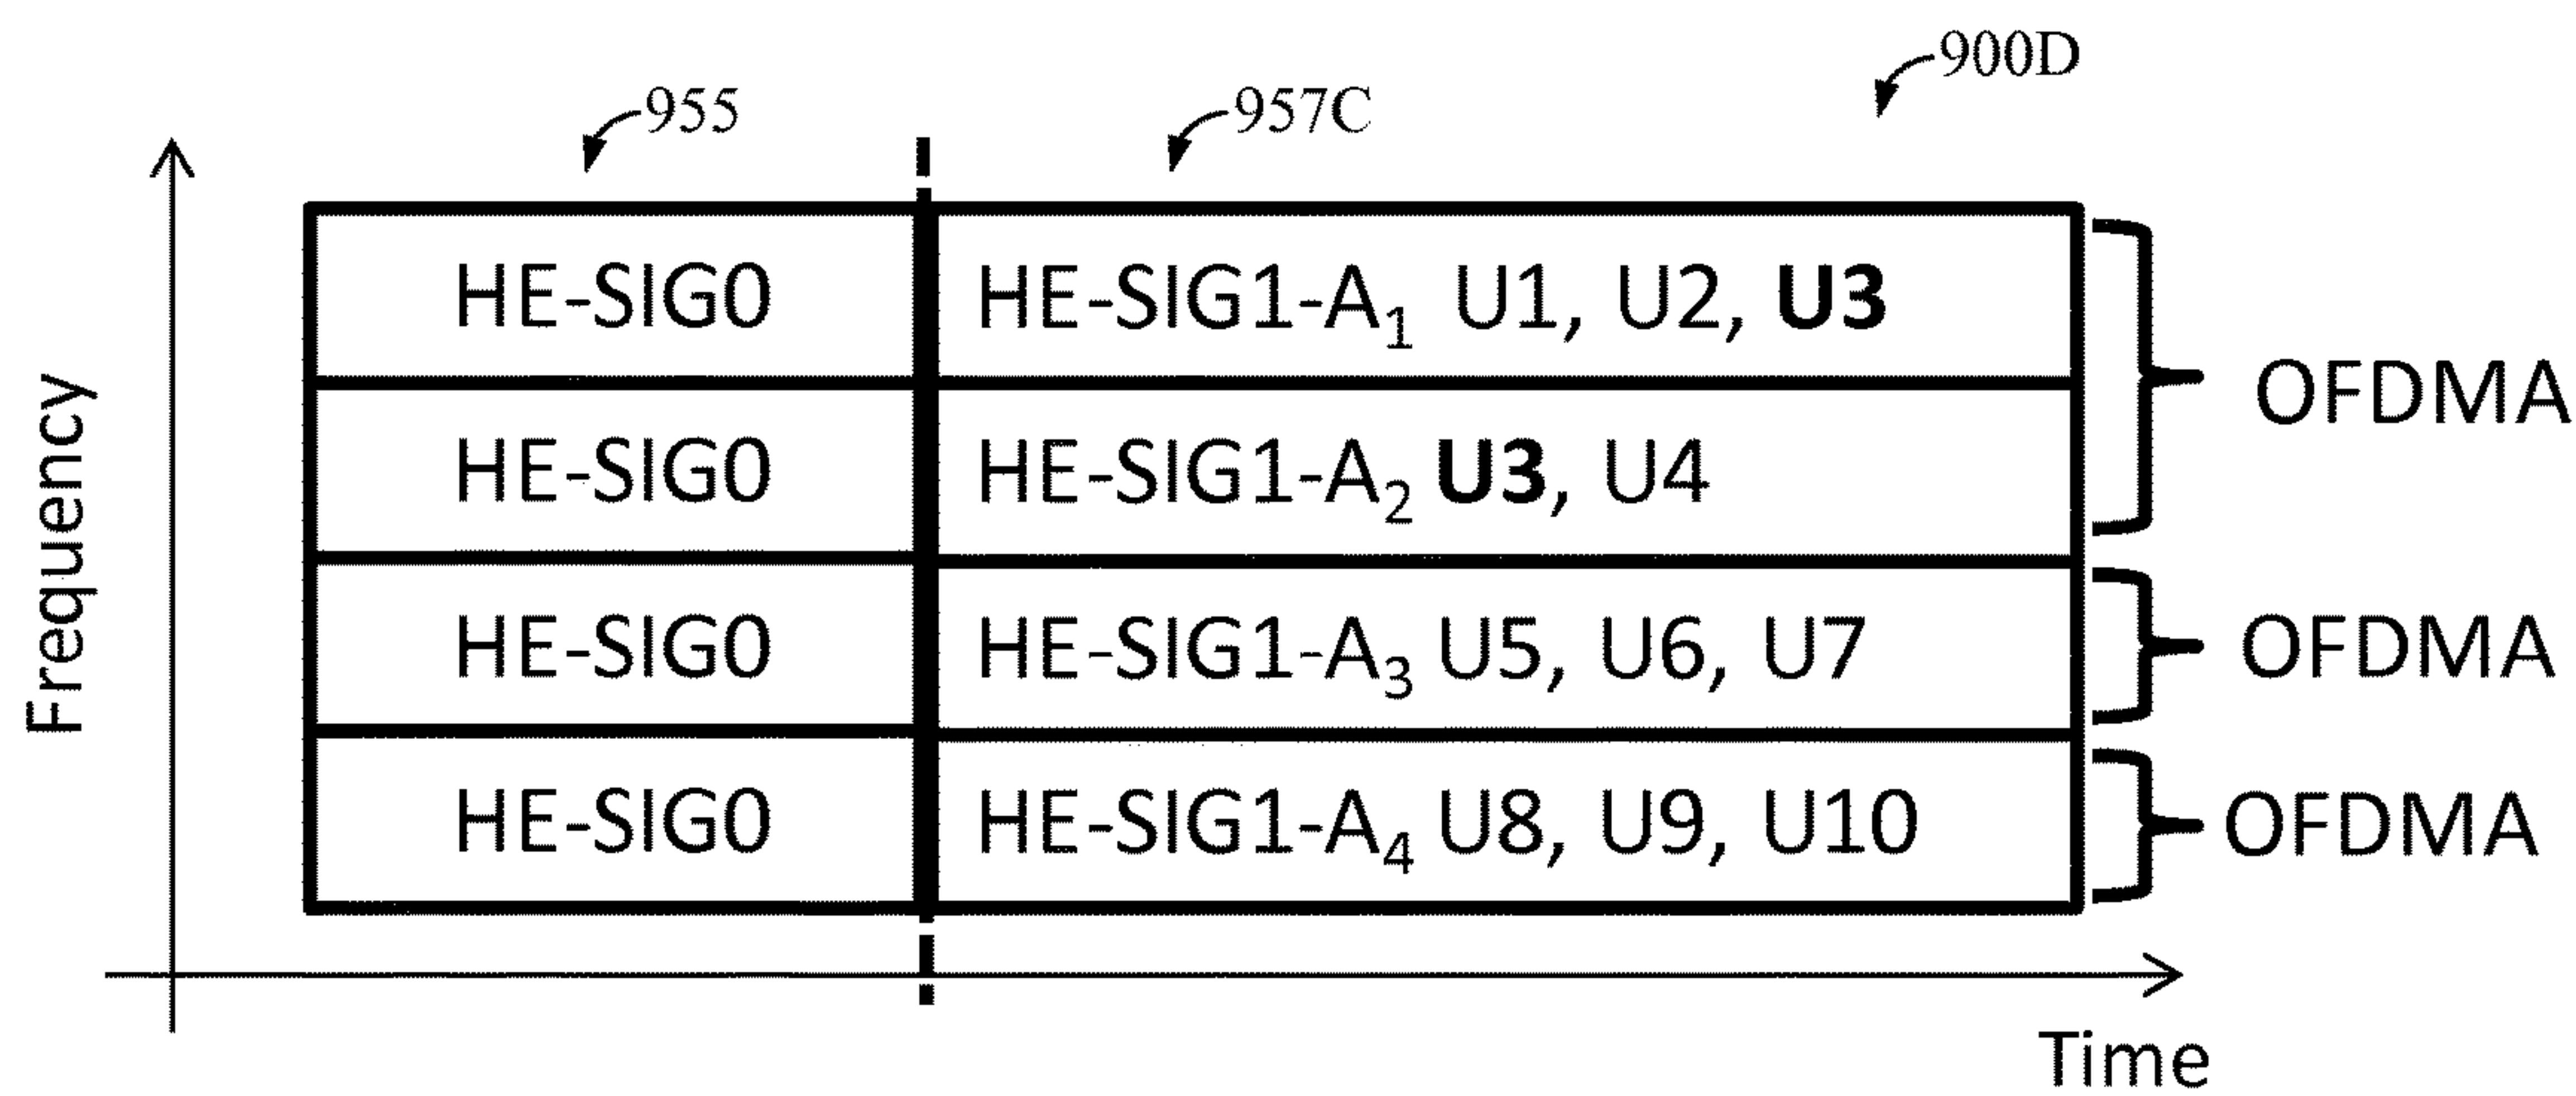 900D
955
957C
Frequency
HE-SIG0 HE-SIG1-A₁ U1, U2, U3
OFDMA
HE-SIG0 HE-SIG1-A₂ U3, U4
HE-SIG0 HE-SIG1-A₃ U5, U6, U7
OFDMA
HE-SIG0 HE-SIG1-A₄ U8, U9, U10
OFDMA
Time